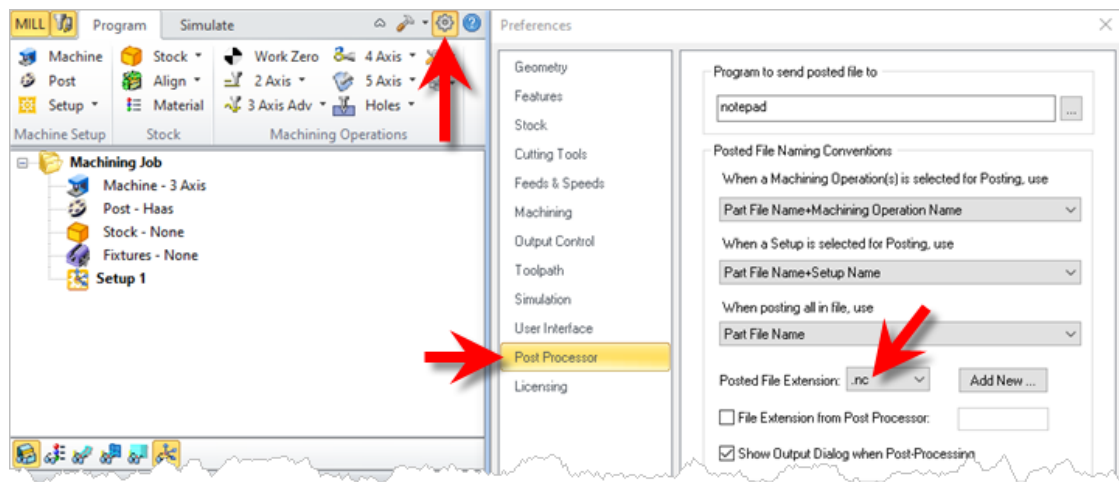 MILL
Program
Simulate
Machine
Stock
Work Zero
4 Axis
Post
Align
2 Axis
5 Axis
Setup
Material
3 Axis Adv
Holes
Machine Setup
Stock
Machining Operations
Machining Job
Machine - 3 Axis
Post - Haas
Stock - None
Fixtures - None
Setup 1
Preferences
Geometry
Features
Stock
Cutting Tools
Feeds & Speeds
Machining
Output Control
Toolpath
Simulation
User Interface
Post Processor
Licensing
Program to send posted file to
notepad
...
Posted File Naming Conventions
When a Machining Operation(s) is selected for Posting, use
Part File Name+Machining Operation Name
When a Setup is selected for Posting, use
Part File Name+Setup Name
When posting all in file, use
Part File Name
Posted File Extension: .nc Add New ...
File Extension from Post Processor:
Show Output Dialog when Post-Processing